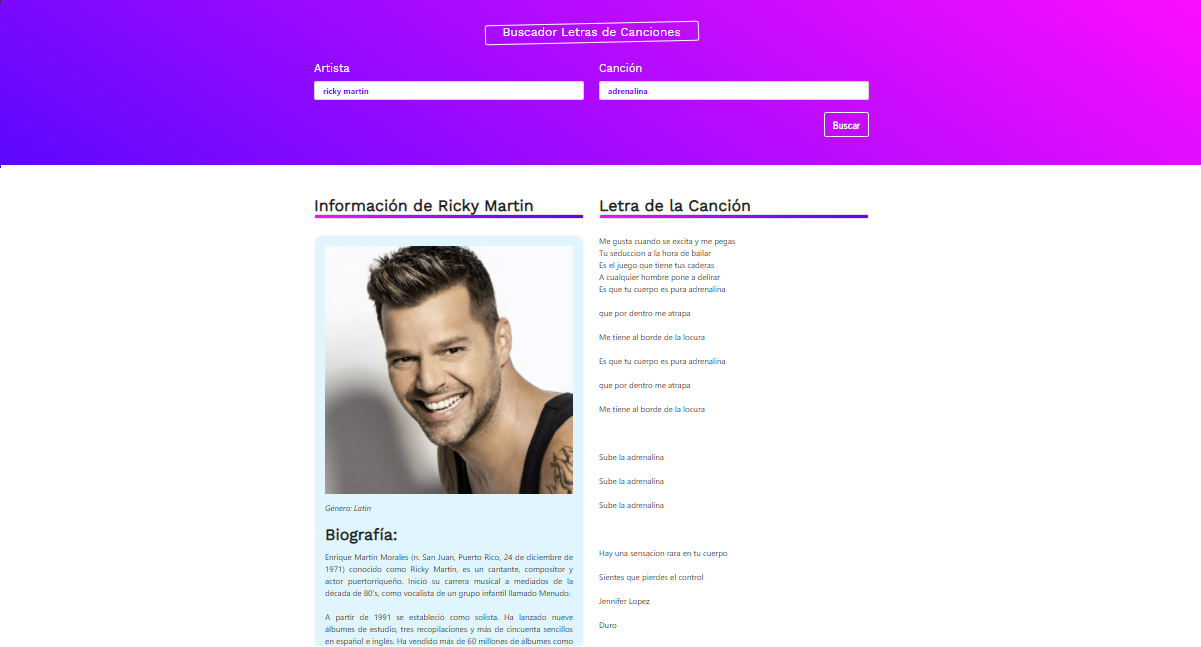 Buscador Letras de Canciones
Artista
Canción
ricky martin
adrenalina
Buscar
Información de Ricky Martin
Género: Latin
Biografía:
Enrique Martín Morales (n. San Juan, Puerto Rico, 24 de diciembre de
1971) conocido como Ricky Martin, es un cantante, compositor y
actor puertorriqueño. Inició su carrera musical a mediados de la
década de 80's, como vocalista de un grupo infantil llamado Menudo.
A partir de 1991 se estableció como solista. Ha lanzado nueve
álbumes de estudio, tres recopilaciones y más de cincuenta sencillos
en español e inglés. Ha vendido más de 60 millones de álbumes como
Letra de la Canción
Me gusta cuando se excita y me pegas
Tu seduccion a la hora de bailar
Es el juego que tiene tus caderas
A cualquier hombre pone a delirar
Es que tu cuerpo es pura adrenalina
que por dentro me atrapa
Me tiene al borde de la locura
Es que tu cuerpo es pura adrenalina
que por dentro me atrapa
Me tiene al borde de la locura
Sube la adrenalina
Sube la adrenalina
Sube la adrenalina
Hay una sensacion rara en tu cuerpo
Sientes que pierdes el control
Jennifer Lopez
Duro